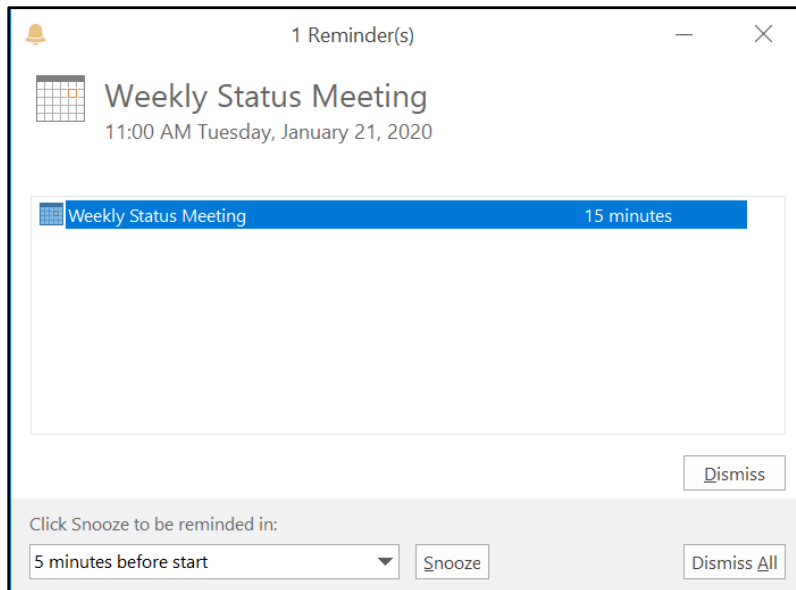 1 Reminder(s)
Weekly Status Meeting
11:00 AM Tuesday, January 21, 2020
Weekly Status Meeting 15 minutes
Dismiss
Click Snooze to be reminded in:
5 minutes before start Snooze Dismiss All